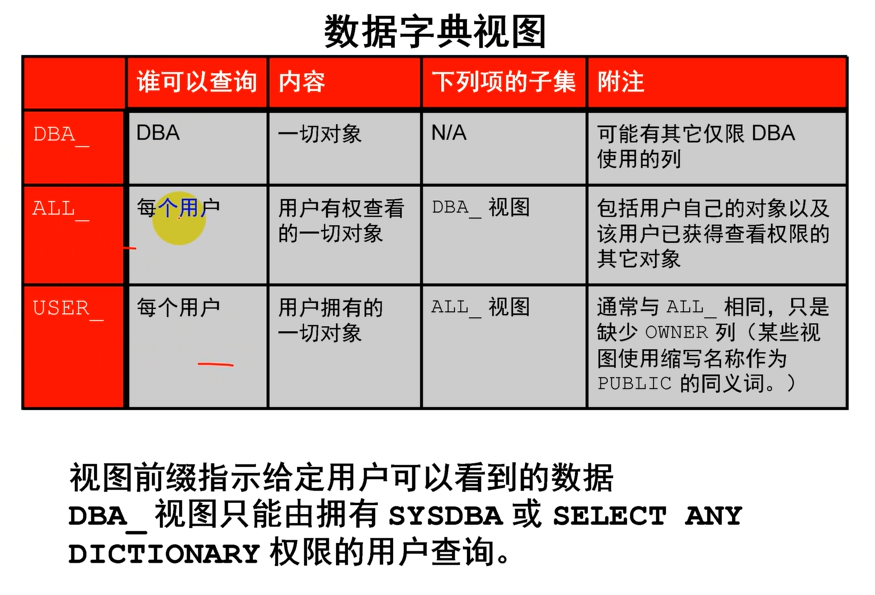 数据字典视图
谁可以查询 内容 下列项的子集 附注
DBA_ DBA 一切对象 N/A 可能有其它仅限 DBA
使用的列
ALL_ 每个用户 用户有权查看 DBA_ 视图 包括用户自己的对象以及
的一切对象 该用户已获得查看权限的
其它对象
USER_ 每个用户 用户拥有的 ALL_ 视图 通常与 ALL_ 相同，只是
一切对象 缺少 OWNER 列（某些视
图使用缩写名称作为
PUBLIC 的同义词。）
视图前缀指示给定用户可以看到的数据
DBA_ 视图只能由拥有 SYSDBA 或 SELECT ANY
DICTIONARY 权限的用户查询。